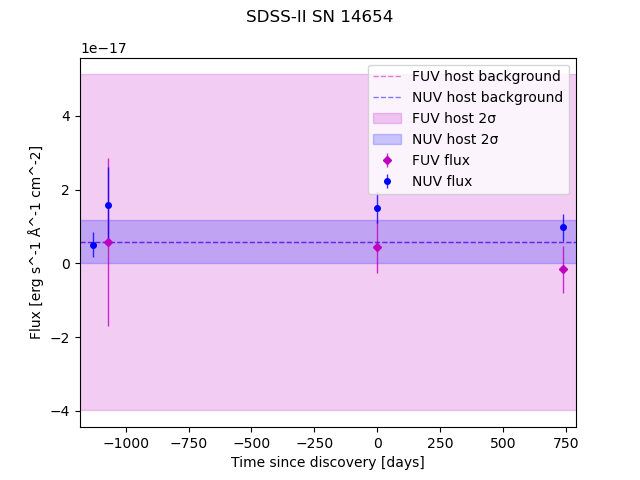 SDSS-II SN 14654
1e−17
FUV host background
NUV host background
FUV host 2σ
NUV host 2σ
FUV flux
NUV flux
4
2
0
−2
−4
Flux [erg s^-1 Å^-1 cm^-2]
−1000
−750
−500
−250
0
250
500
750
Time since discovery [days]